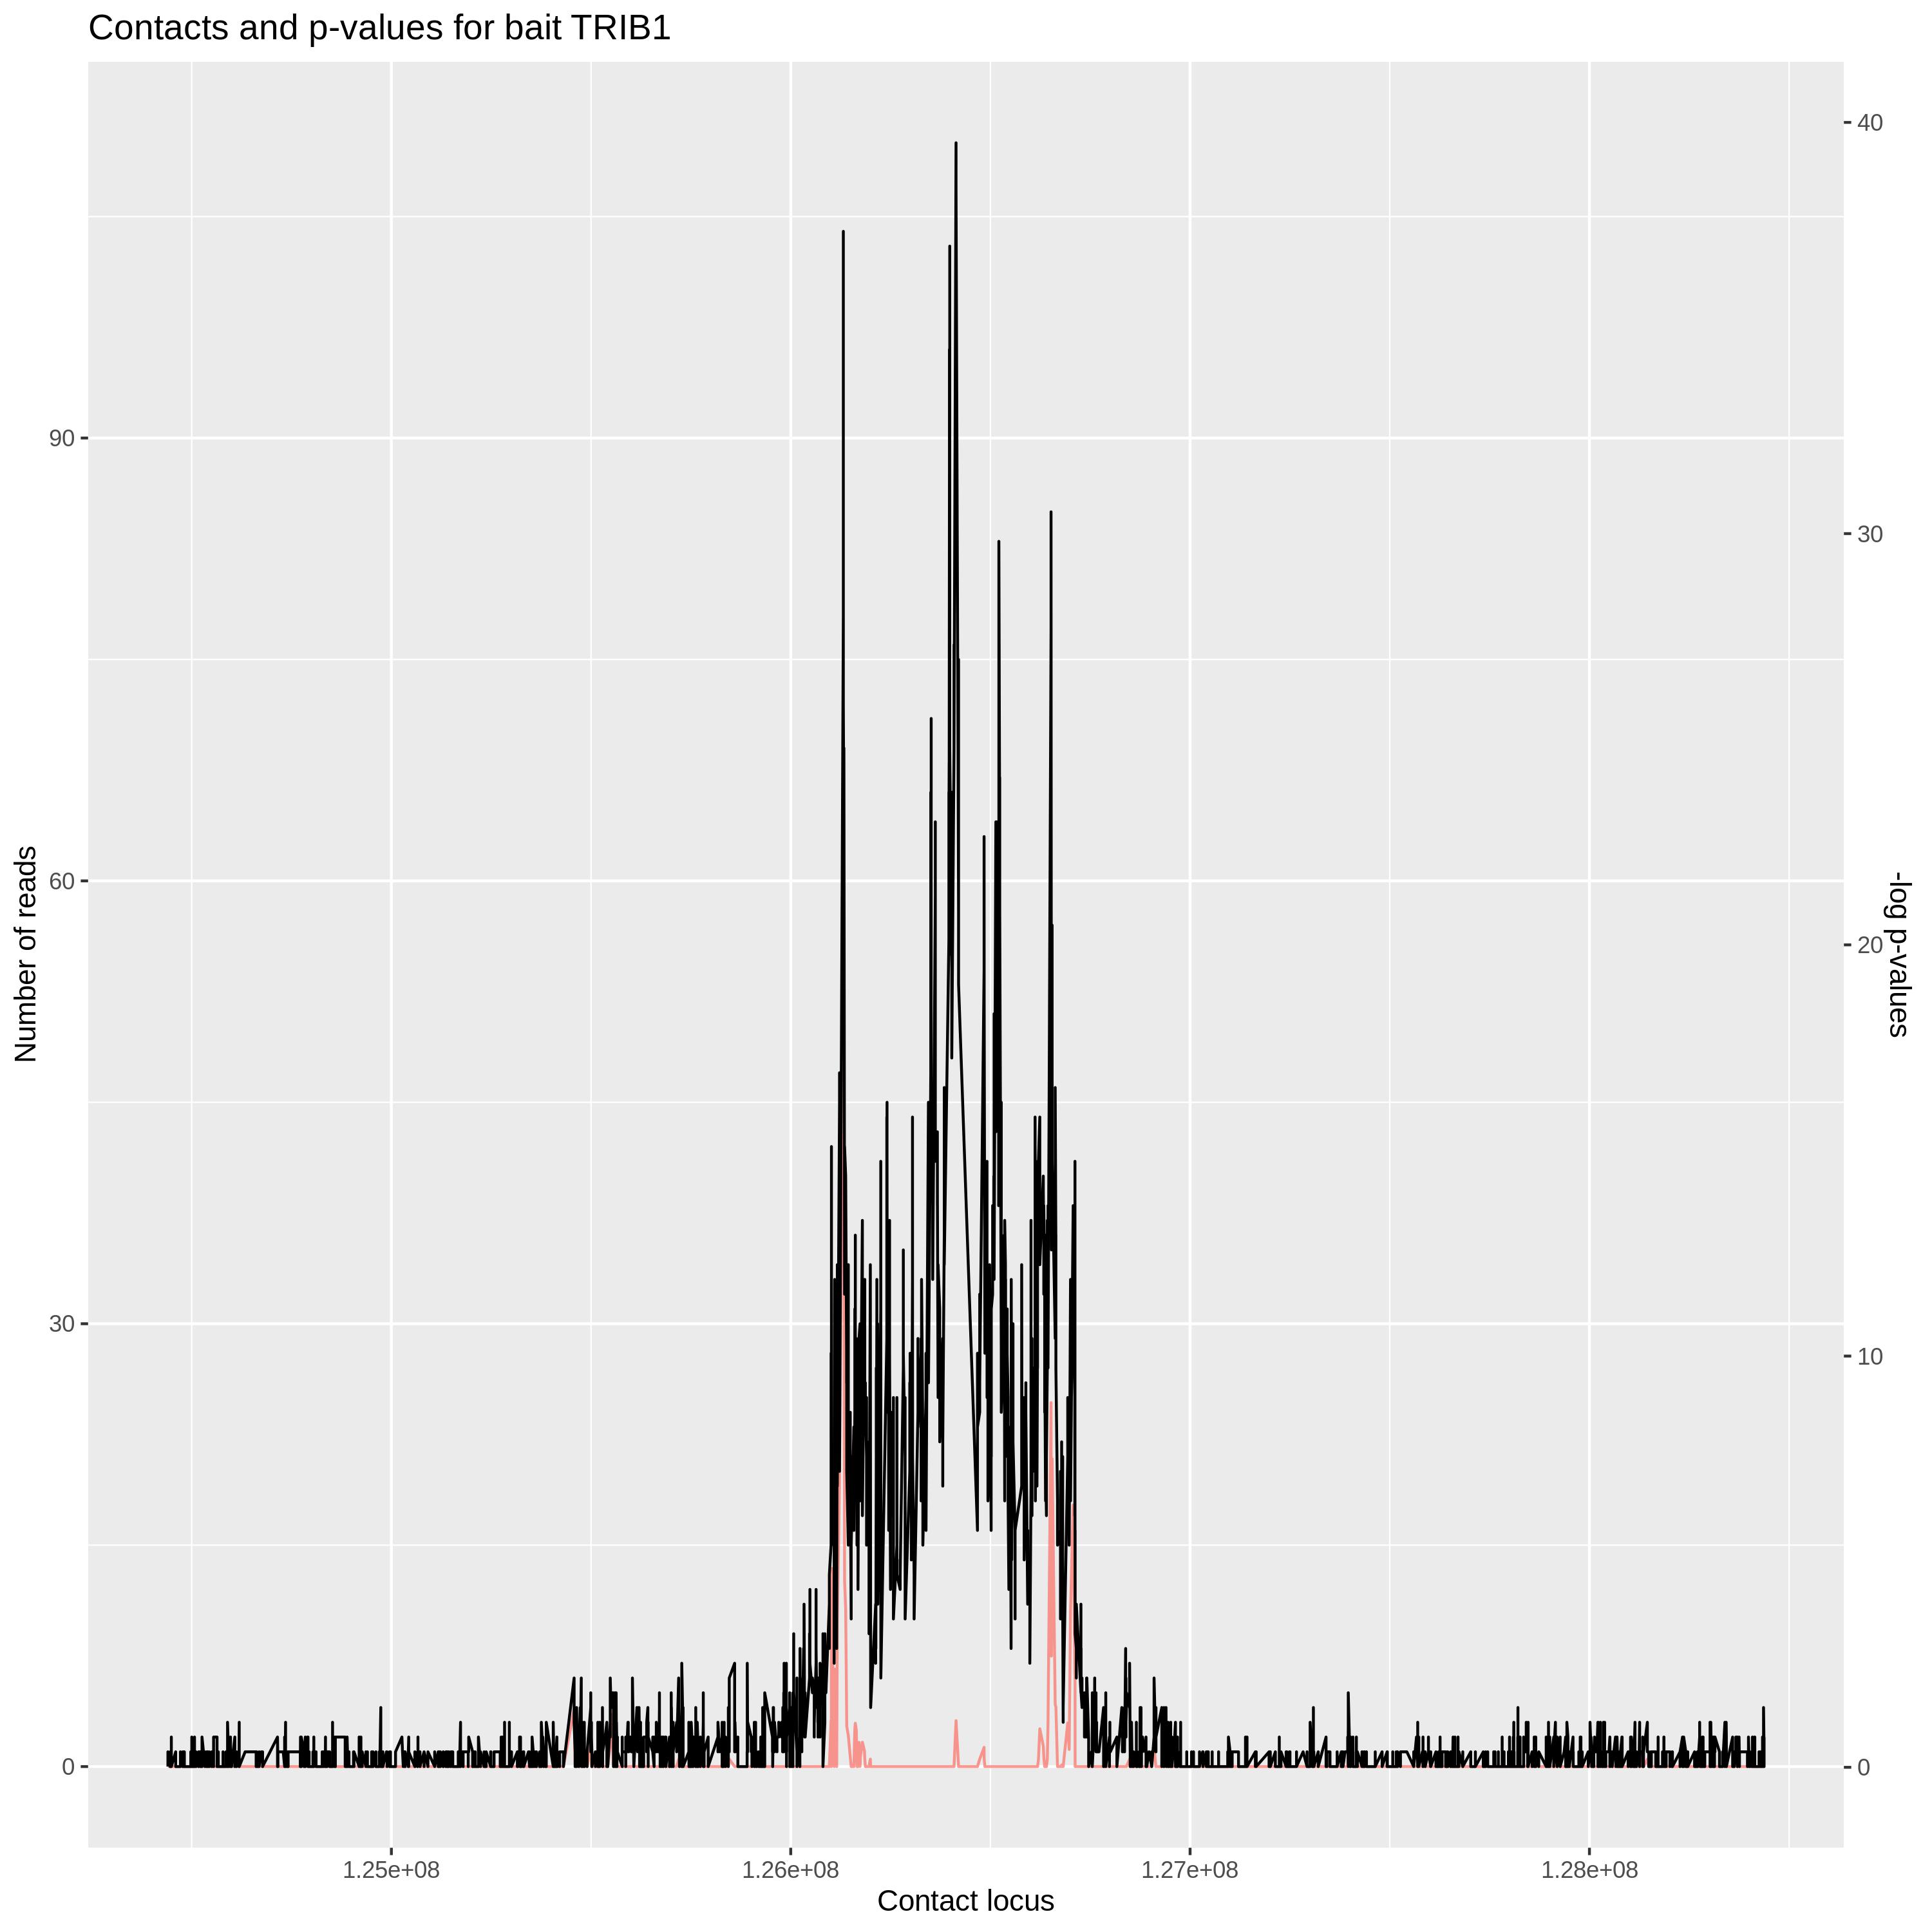 Contacts and p-values for bait TRIB1
Number of reads
90
60
30
0
40
30
20
10
0
-log p-values
1.25e+08
1.26e+08
1.27e+08
1.28e+08
Contact locus